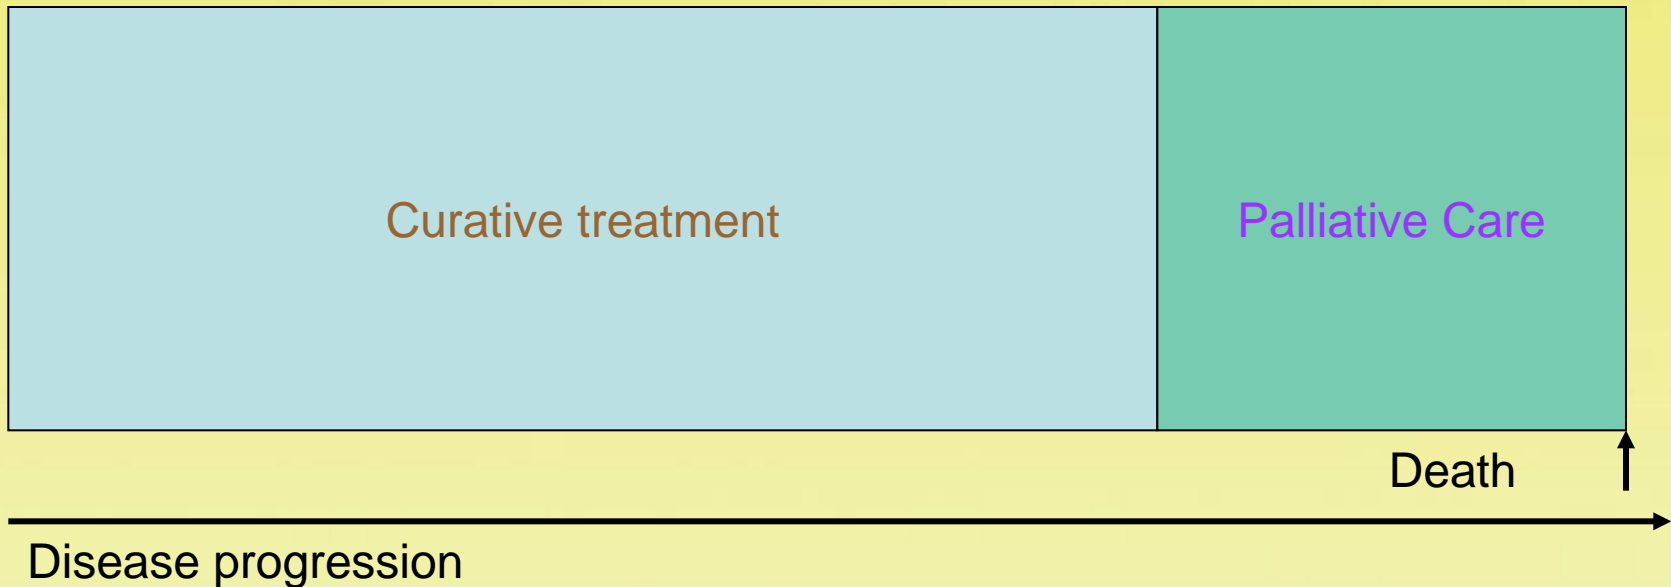 Curative treatment
Palliative Care
Death
Disease progression